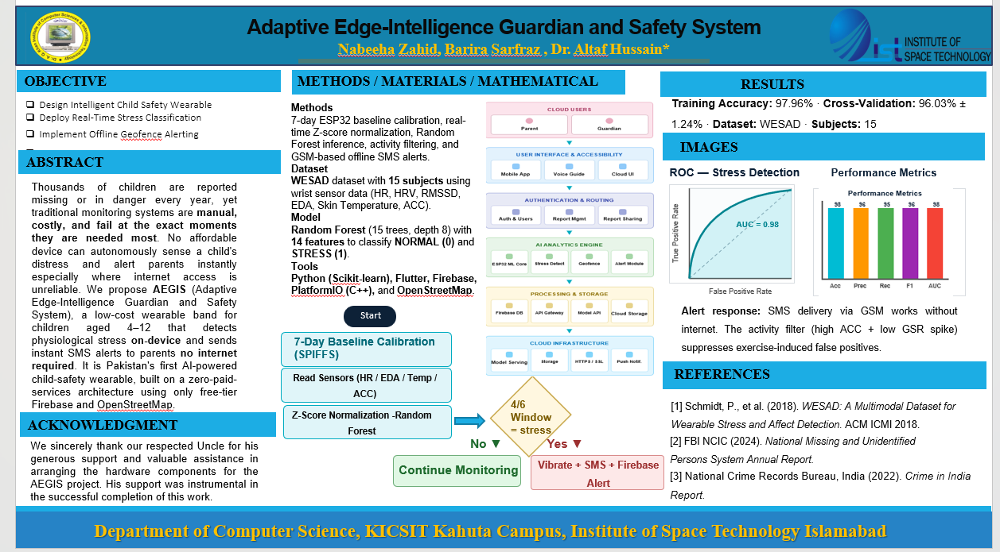 Adaptive Edge-Intelligence Guardian and Safety System
Nabeeha Zahid, Barira Sarfraz , Dr. Altaf Hussain*
INSTITUTE OF
SPACE TECHNOLOGY
ist
OBJECTIVE
Design Intelligent Child Safety Wearable
Deploy Real-Time Stress Classification
Implement Offline Geofence Alerting
ABSTRACT
Thousands of children are reported
missing or in danger every year, yet
traditional monitoring systems are manual,
costly, and fail at the exact moments
they are needed most. No affordable
device can autonomously sense a child's
distress and alert parents instantly
especially where internet access is
unreliable. We propose AEGIS (Adaptive
Edge-Intelligence Guardian and Safety
System), a low-cost wearable band for
children aged 4–12 that detects
physiological stress on-device and sends
instant SMS alerts to parents no internet
required. It is Pakistan's first AI-powered
child-safety wearable, built on a zero-paid-
services architecture using only free-tier
Firebase and OpenStreetMap.
ACKNOWLEDGMENT
We sincerely thank our respected Uncle for his
generous support and valuable assistance in
arranging the hardware components for the
AEGIS project. His support was instrumental in
the successful completion of this work.
METHODS / MATERIALS / MATHEMATICAL
Methods
7-day ESP32 baseline calibration, real-
time Z-score normalization, Random
Forest inference, activity filtering, and
GSM-based offline SMS alerts.
Dataset
WESAD dataset with 15 subjects using
wrist sensor data (HR, HRV, RMSSD,
EDA, Skin Temperature, ACC).
Model
Random Forest (15 trees, depth 8) with
14 features to classify NORMAL (0) and
STRESS (1).
Tools
Python (Scikit-learn), Flutter, Firebase,
PlatformIO (C++), and OpenStreetMap.
CLOUD USERS
Parent
Guardian
USER INTERFACE & ACCESSIBILITY
Mobile App
Voice Guide
Cloud UI
AUTHENTICATION & ROUTING
Auth & Users
Report Mgmt
Report Sharing
AI ANALYTICS ENGINE
ESP32 ML Core
Stress Detect
Geofence
Alert Module
PROCESSING & STORAGE
Firebase DB
API Gateway
Model API
Cloud Storage
CLOUD INFRASTRUCTURE
Model Serving
Storage
HTTPS / SSL
Push Notif.
Start
7-Day Baseline Calibration
(SPIFFS)
Read Sensors (HR / EDA / Temp /
ACC)
Z-Score Normalization -Random
Forest
4/6
Window
= stress
No ▼
Yes ▼
Continue Monitoring
Vibrate + SMS + Firebase
Alert
RESULTS
Training Accuracy: 97.96% · Cross-Validation: 96.03% ±
1.24% · Dataset: WESAD · Subjects: 15
IMAGES
ROC — Stress Detection
True Positive Rate
AUC = 0.98
False Positive Rate
Performance Metrics
Performance Metrics
98 96 95 96 98
Acc Prec Rec F1 AUC
Alert response: SMS delivery via GSM works without
internet. The activity filter (high ACC + low GSR spike)
suppresses exercise-induced false positives.
REFERENCES
[1] Schmidt, P., et al. (2018). WESAD: A Multimodal Dataset for
Wearable Stress and Affect Detection. ACM ICMI 2018.
[2] FBI NCIC (2024). National Missing and Unidentified
Persons System Annual Report.
[3] National Crime Records Bureau, India (2022). Crime in India
Report.
Department of Computer Science, KICSIT Kahuta Campus, Institute of Space Technology Islamabad